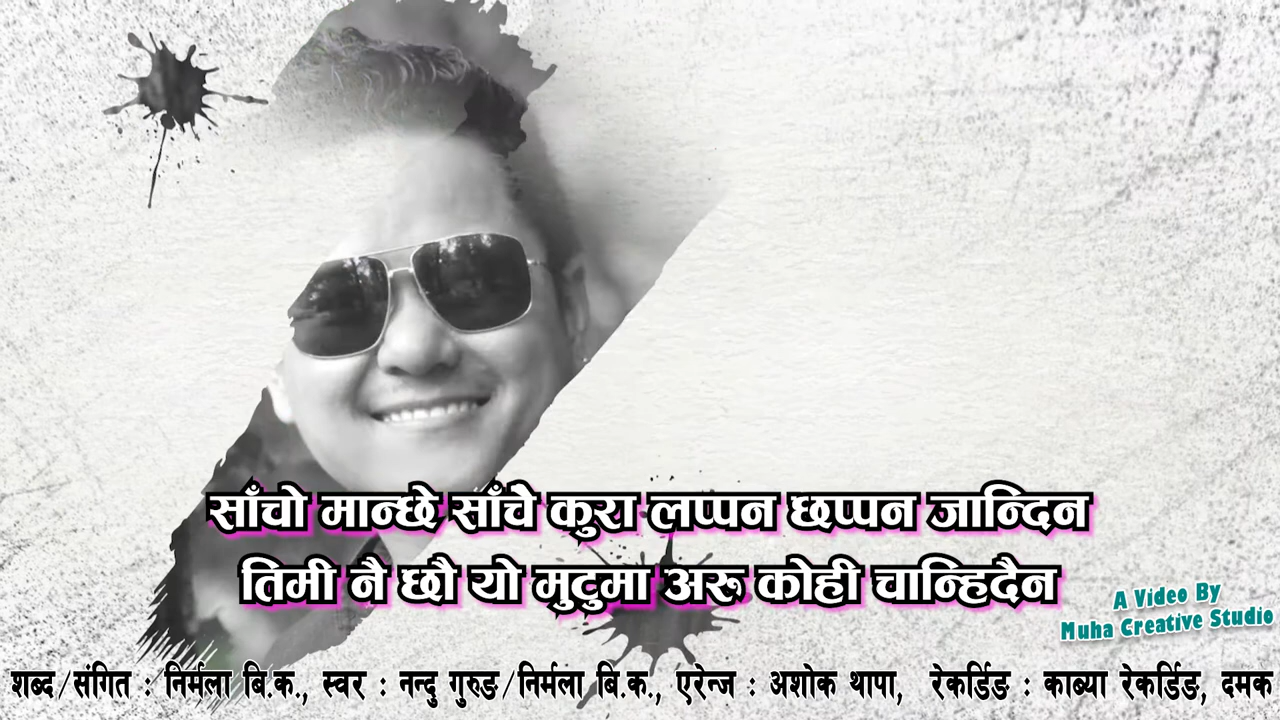 साँचो मान्छे साँचै कुरा लप्पन छप्पन जान्दिन
तिमी नै छौ यो मुटुमा अरू कोही चान्हिदैन
A Video By
Muha Creative Studio
शब्द/संगित : निर्मला बि.क., स्वर : नन्दु गुरुङ/निर्मला बि.क., एरेन्ज : अशोक थापा, रेकर्डिङ : काब्या रेकर्डिङ, दमक